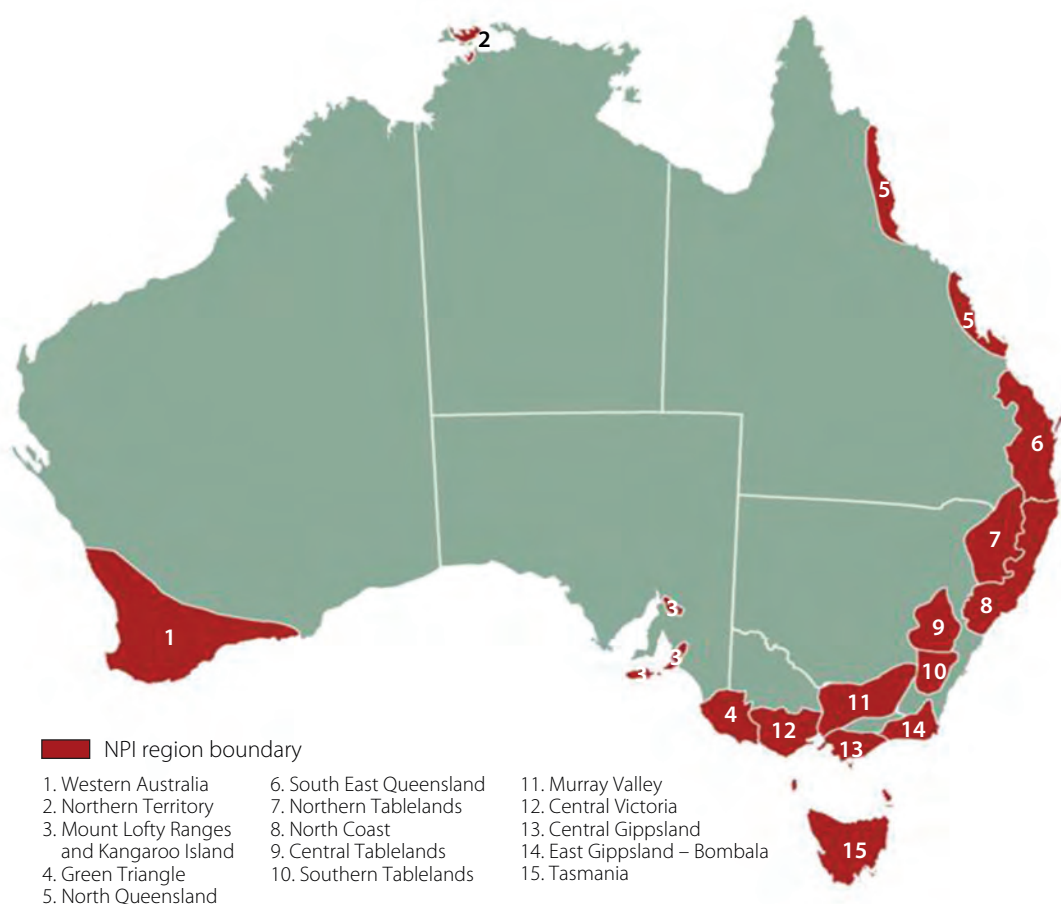 2
5
5
6
7
8
1
3
9
3
10
3
4
11
12
14
13
15
NPI region boundary
1. Western Australia
2. Northern Territory
3. Mount Lofty Ranges
and Kangaroo Island
4. Green Triangle
5. North Queensland
6. South East Queensland
7. Northern Tablelands
8. North Coast
9. Central Tablelands
10. Southern Tablelands
11. Murray Valley
12. Central Victoria
13. Central Gippsland
14. East Gippsland – Bombala
15. Tasmania